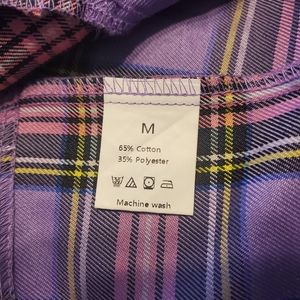 M
65% Cotton
35% Polyester
Machine wash